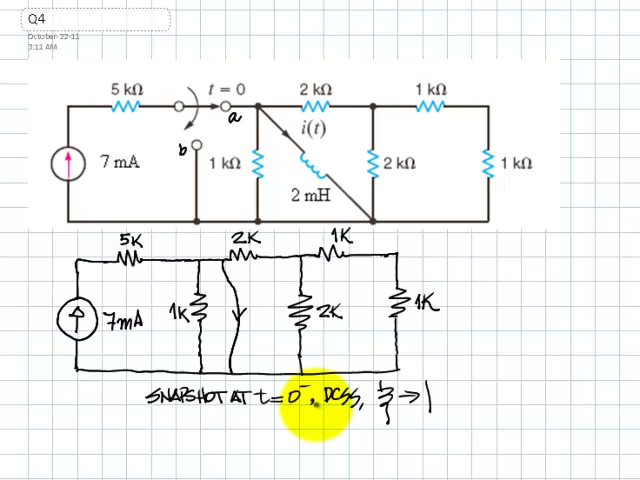 Q4
October-22-11
3:11 AM
5 kΩ t = 0 2 kΩ 1 kΩ
a
i(t)
b
7 mA 1 kΩ 2 kΩ 1 kΩ
2 mH
5K 2K 1K
7mA 1K 2K 1K
SNAPSHOT AT t=0⁻, DCSS, →